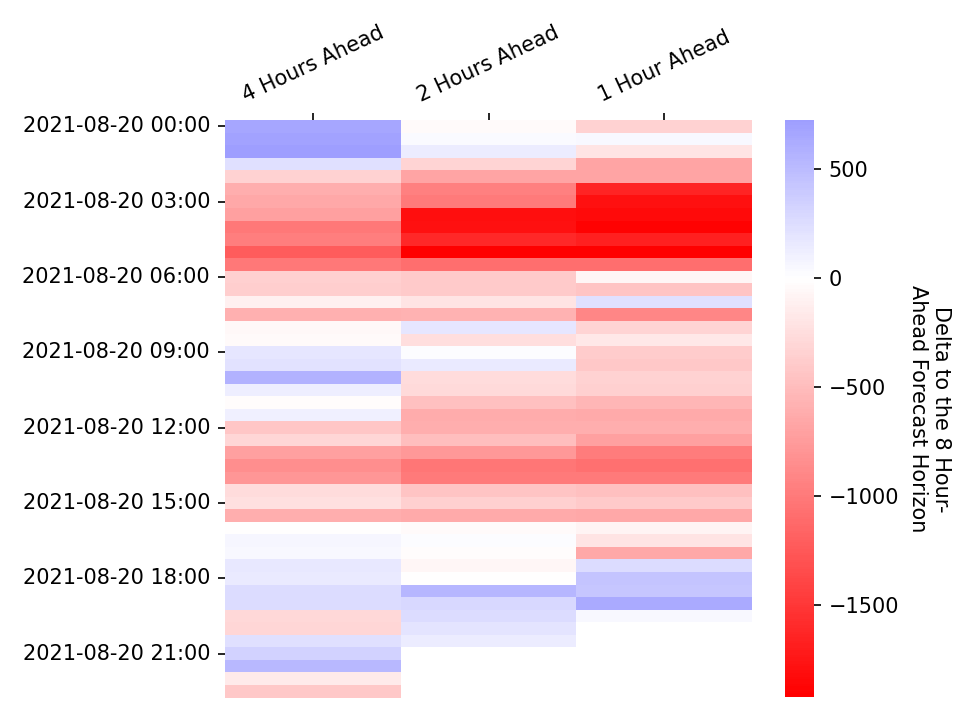 4 Hours Ahead
2 Hours Ahead
1 Hour Ahead
2021-08-20 00:00
2021-08-20 03:00
2021-08-20 06:00
2021-08-20 09:00
2021-08-20 12:00
2021-08-20 15:00
2021-08-20 18:00
2021-08-20 21:00
500
0
−500
−1000
−1500
Delta to the 8 Hour-
Ahead Forecast Horizon